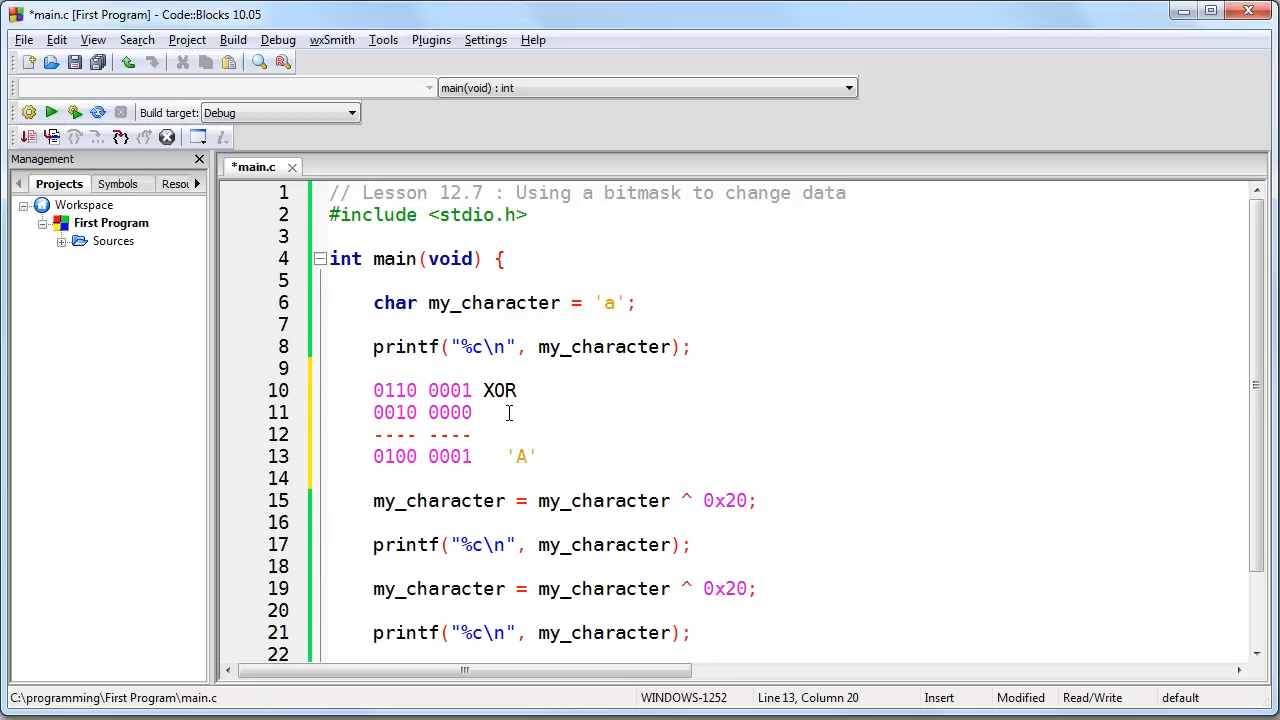 *main.c [First Program] - Code::Blocks 10.05
File Edit View Search Project Build Debug wxSmith Tools Plugins Settings Help
main(void) : int
Build target: Debug
Management
*main.c
Projects Symbols Resou
Workspace
First Program
Sources
1 // Lesson 12.7 : Using a bitmask to change data
2 #include <stdio.h>
3
4 int main(void) {
5
6 char my_character = 'a';
7
8 printf("%c\n", my_character);
9
10 0110 0001 XOR
11 0010 0000
12 ---- ----
13 0100 0001 'A'
14
15 my_character = my_character ^ 0x20;
16
17 printf("%c\n", my_character);
18
19 my_character = my_character ^ 0x20;
20
21 printf("%c\n", my_character);
22
C:\programming\First Program\main.c WINDOWS-1252 Line 13, Column 20 Insert Modified Read/Write default